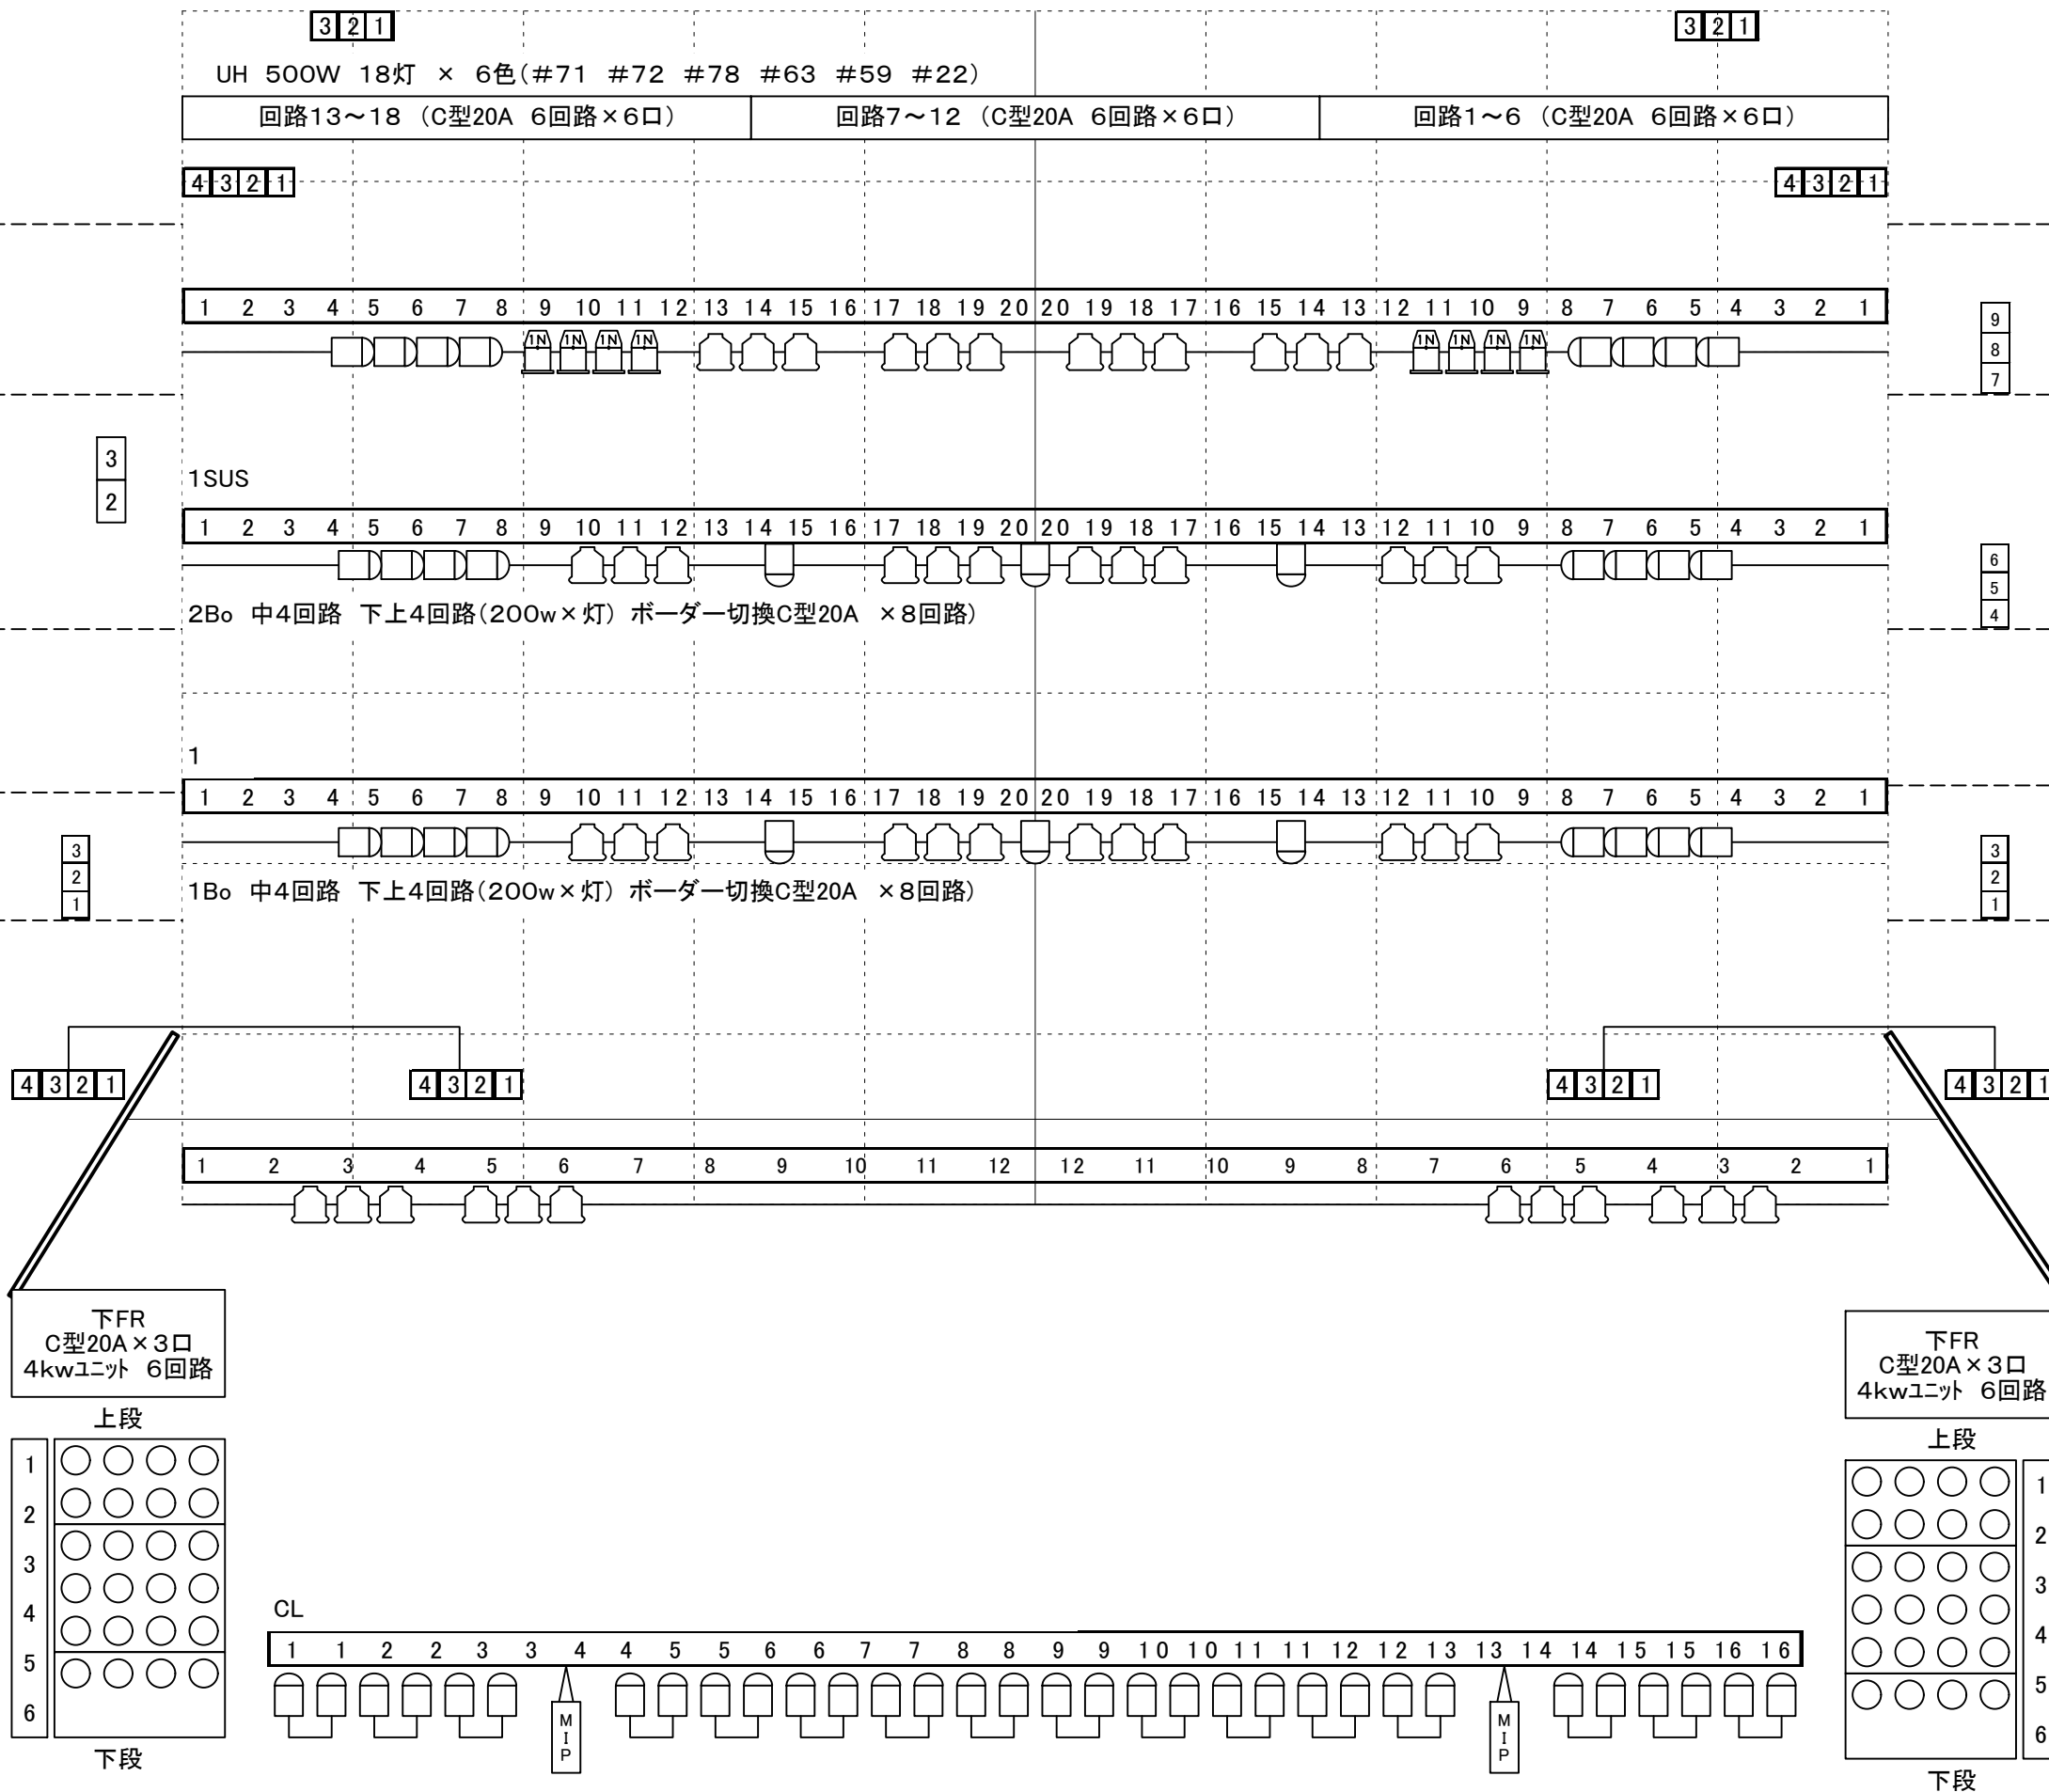 3 2 1
3 2 1
UH 500W 18灯 × 6色(#71 #72 #78 #63 #59 #22)
回路13～18 (C型20A 6回路×6口)
回路7～12 (C型20A 6回路×6口)
回路1～6 (C型20A 6回路×6口)
4 3 2 1
4 3 2 1
1 2 3 4 5 6 7 8 9 10 11 12 13 14 15 16 17 18 19 20 20 19 18 17 16 15 14 13 12 11 10 9 8 7 6 5 4 3 2 1
1N 1N 1N 1N
1N 1N 1N 1N
9
8
7
3
2
1SUS
1 2 3 4 5 6 7 8 9 10 11 12 13 14 15 16 17 18 19 20 20 19 18 17 16 15 14 13 12 11 10 9 8 7 6 5 4 3 2 1
6
5
4
2Bo 中4回路 下上4回路(200w×灯) ボーダー切換C型20A ×8回路)
1
1 2 3 4 5 6 7 8 9 10 11 12 13 14 15 16 17 18 19 20 20 19 18 17 16 15 14 13 12 11 10 9 8 7 6 5 4 3 2 1
3
2
1
3
2
1
1Bo 中4回路 下上4回路(200w×灯) ボーダー切換C型20A ×8回路)
4 3 2 1
4 3 2 1
4 3 2 1
4 3 2 1
1 2 3 4 5 6 7 8 9 10 11 12 12 11 10 9 8 7 6 5 4 3 2 1
下FR
C型20A×3口
4kwユニット 6回路
上段
1
2
3
4
5
6
下段
下FR
C型20A×3口
4kwユニット 6回路
上段
1
2
3
4
5
6
下段
CL
1 1 2 2 3 3 4 4 5 5 6 6 7 7 8 8 9 9 10 10 11 11 12 12 13 13 14 14 15 15 16 16
MIP
MIP